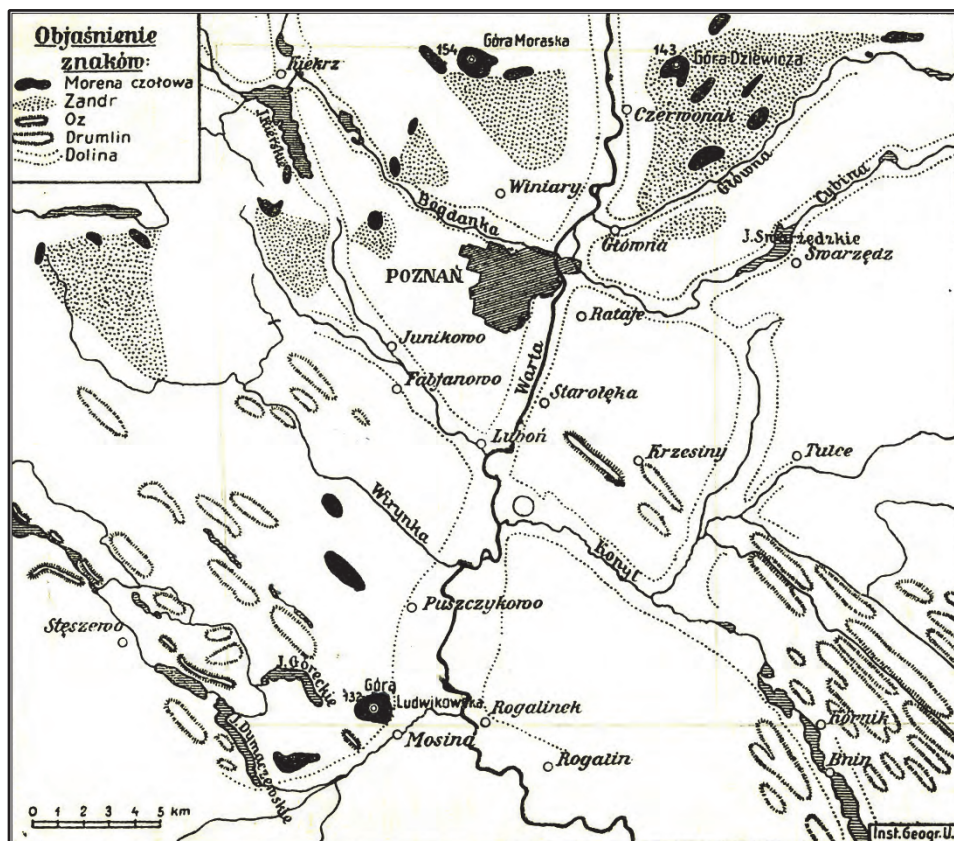 Objaśnienie
znaków:
Morena czołowa
Zandr
Oz
Drumlin
Dolina
Kiekrz
154
Góra Moraska
143
Góra Dziewicza
Czerwonak
Główna
Cybina
Winiary
Bogdanka
Główna
J. Swarzędzkie
Swarzędz
POZNAŃ
Rataje
Junikowo
Warta
Fabjanowo
Starołęka
Luboń
Krzesiny
Tulce
Wirynka
Kopyt
Puszczykowo
Stęszewo
J. Góreckie
Góra
132
Ludwikowska
Rogalinek
Mosina
Kórnik
J. Dymaczewskie
Rogalin
Bnin
0 1 2 3 4 5 km
Inst. Geogr. U.